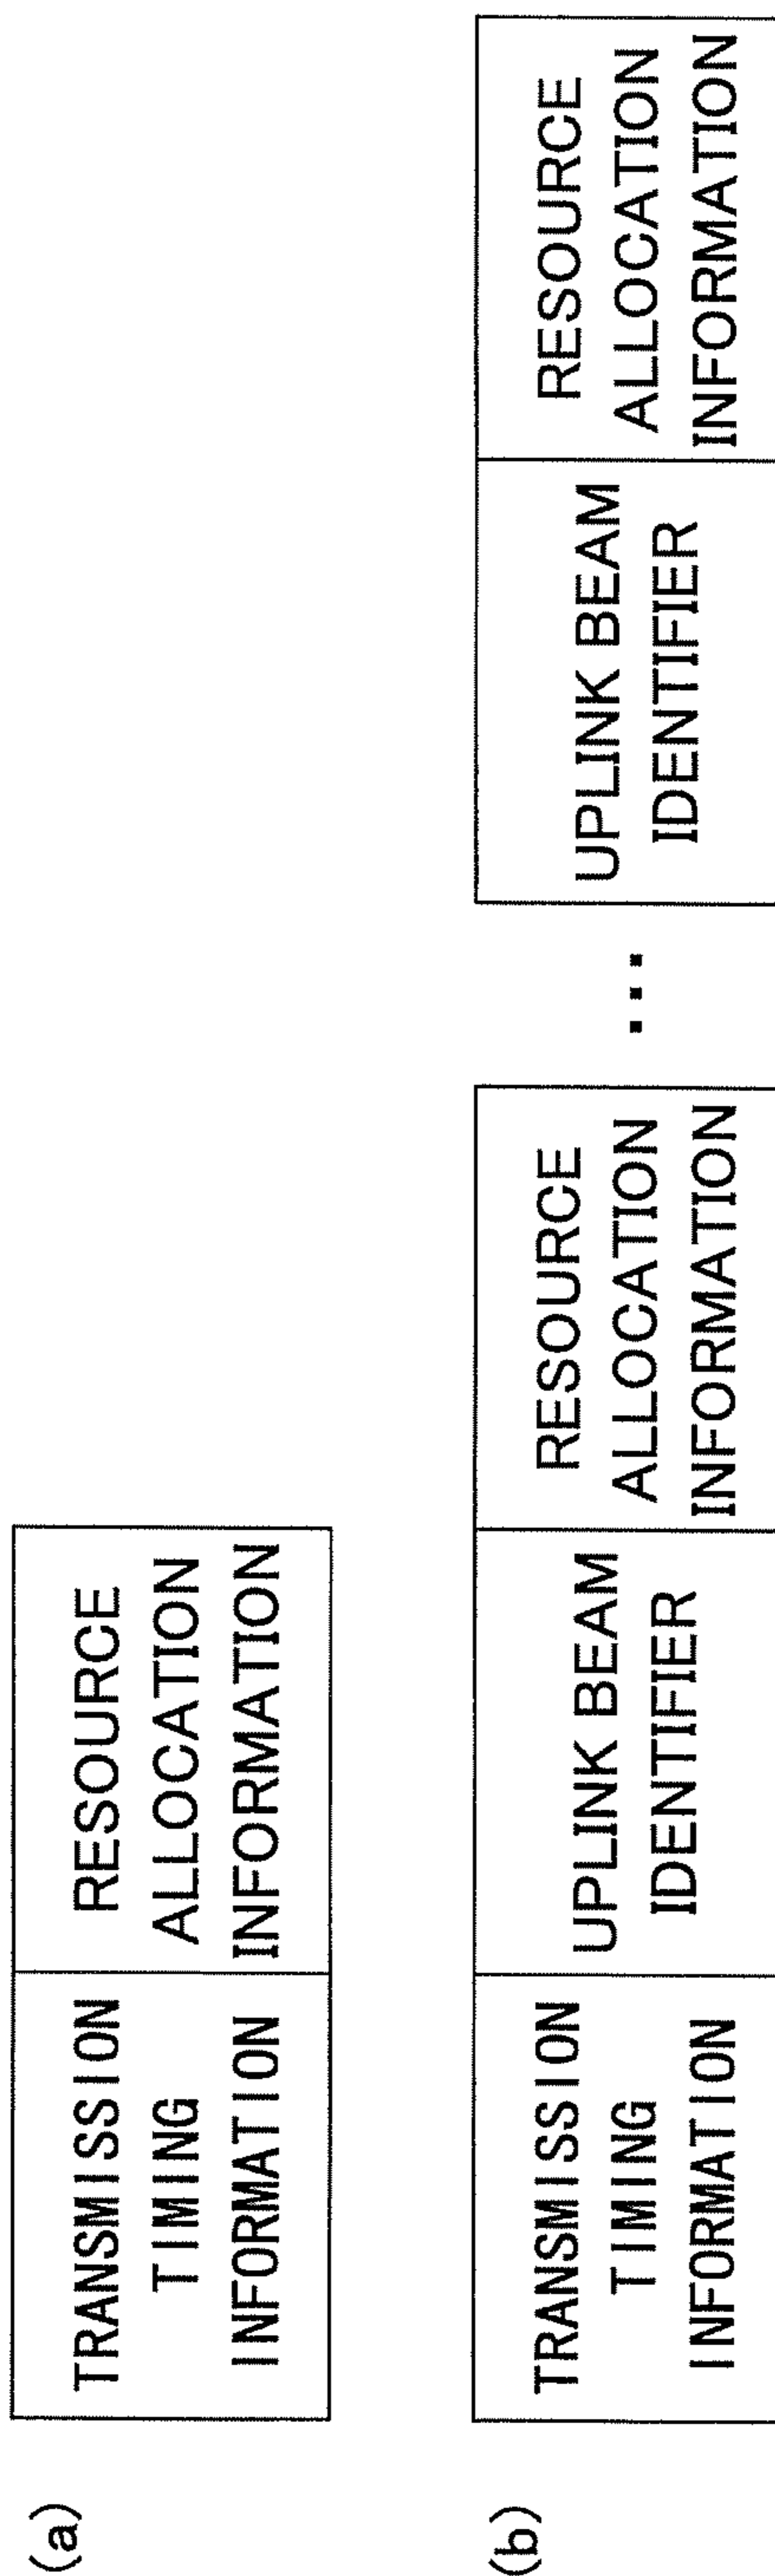 (a)
TRANSMISSION
TIMING
INFORMATION
RESOURCE
ALLOCATION
INFORMATION
(b)
TRANSMISSION
TIMING
INFORMATION
UPLINK BEAM
IDENTIFIER
RESOURCE
ALLOCATION
INFORMATION
...
UPLINK BEAM
IDENTIFIER
RESOURCE
ALLOCATION
INFORMATION